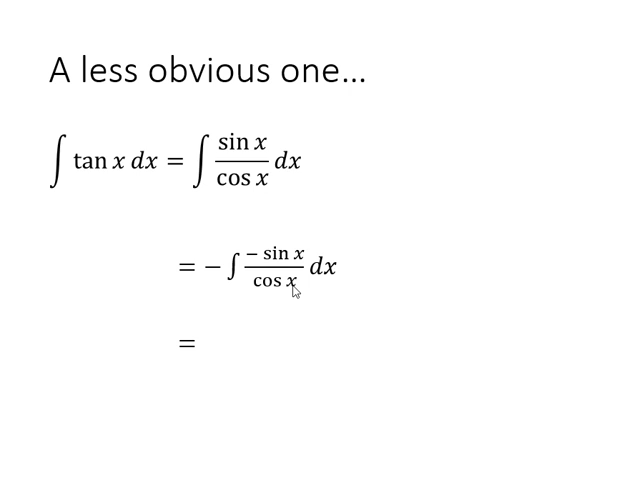 A less obvious one…
∫ tan x dx = ∫ sin x / cos x dx
= − ∫ − sin x / cos x dx
=